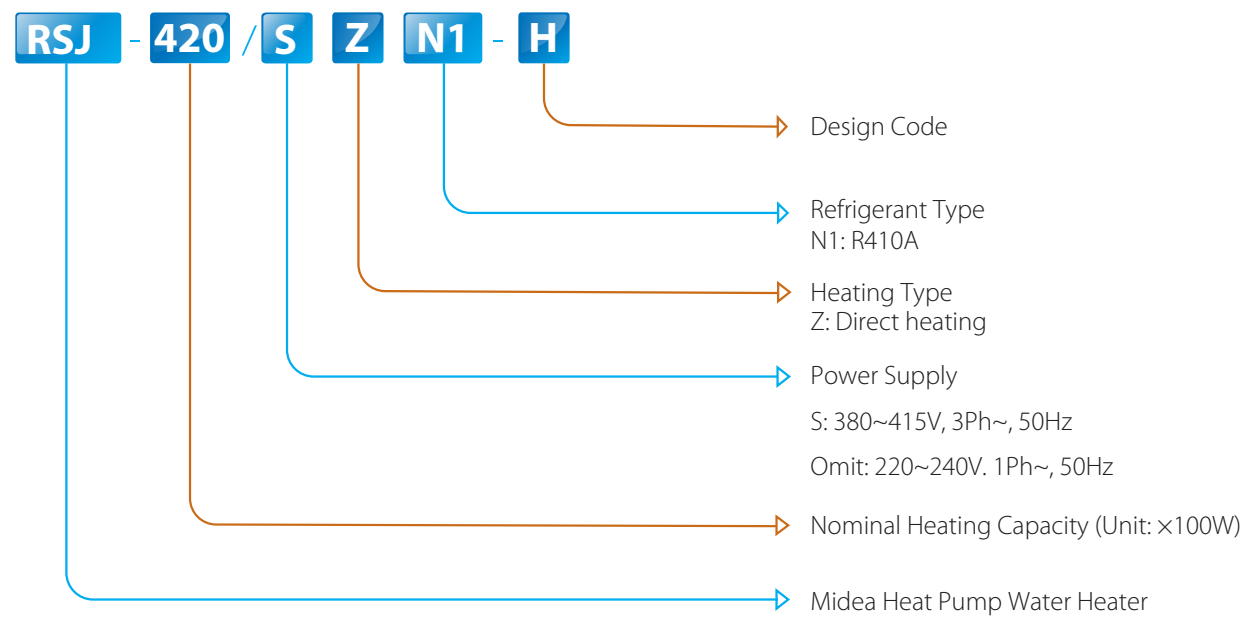 RSJ - 420 / S Z N1 - H
Design Code
Refrigerant Type
N1: R410A
Heating Type
Z: Direct heating
Power Supply
S: 380~415V, 3Ph~, 50Hz
Omit: 220~240V. 1Ph~, 50Hz
Nominal Heating Capacity (Unit: ×100W)
Midea Heat Pump Water Heater